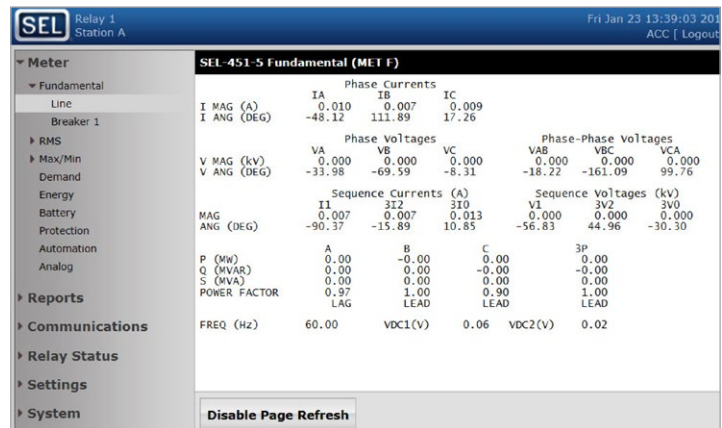 SEL Relay 1
Station A
Fri Jan 23 13:39:03 201
ACC [ Logout
Meter
Fundamental
Line
Breaker 1
RMS
Max/Min
Demand
Energy
Battery
Protection
Automation
Analog
Reports
Communications
Relay Status
Settings
System
SEL-451-5 Fundamental (MET F)
Phase Currents
IA IB IC
I MAG (A) 0.010 0.007 0.009
I ANG (DEG) -48.12 111.89 17.26
Phase Voltages Phase-Phase Voltages
VA VB VC VAB VBC VCA
V MAG (kV) 0.000 0.000 0.000 0.000 0.000 0.000
V ANG (DEG) -33.98 -69.59 -8.31 -18.22 -161.09 99.76
Sequence Currents (A) Sequence Voltages (kV)
I1 3I2 3I0 V1 3V2 3V0
MAG 0.007 0.007 0.013 0.000 0.000 0.000
ANG (DEG) -90.37 -15.89 10.85 -56.83 44.96 -30.30
A B C 3P
P (MW) 0.00 -0.00 0.00 0.00
Q (MVAR) 0.00 0.00 -0.00 -0.00
S (MVA) 0.00 0.00 0.00 0.00
POWER FACTOR 0.97 1.00 0.90 1.00
LAG LEAD LEAD LEAD
FREQ (Hz) 60.00 VDC1(V) 0.06 VDC2(V) 0.02
Disable Page Refresh